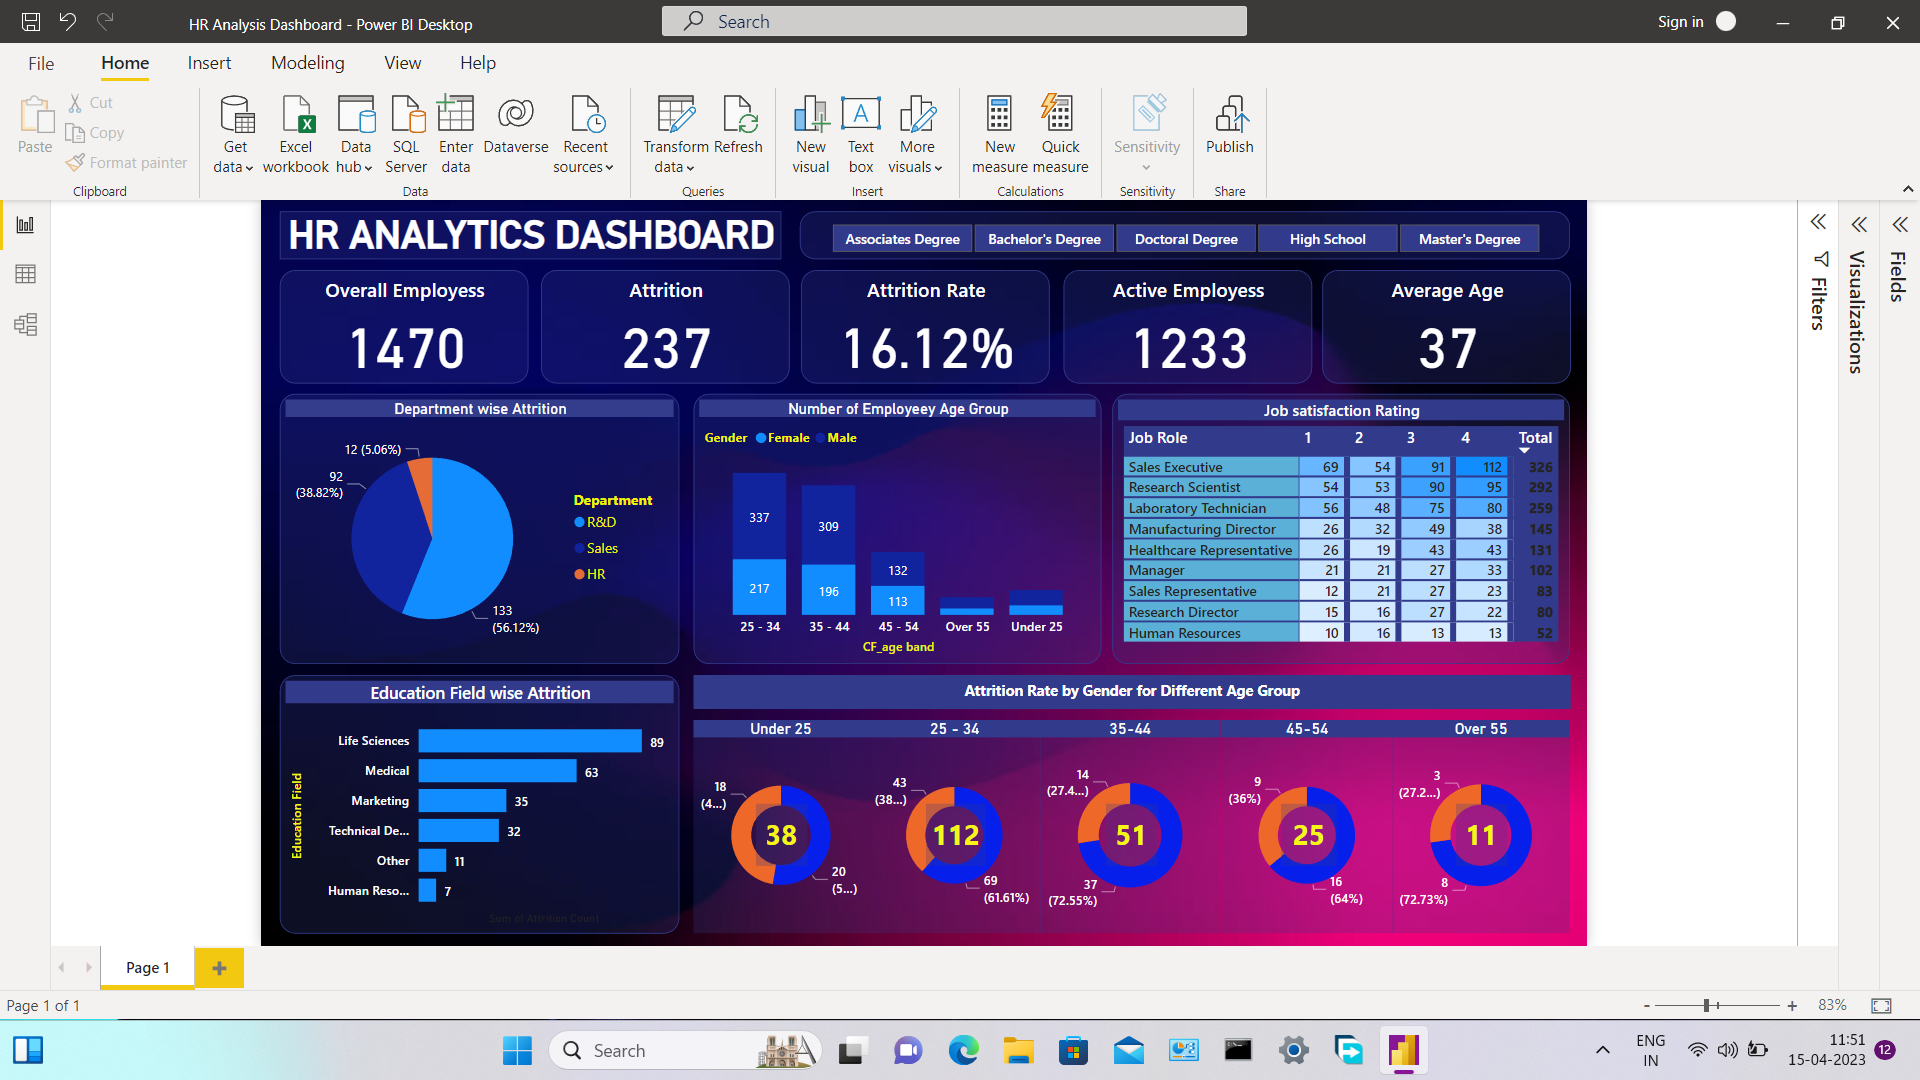 HR Analysis Dashboard - Power BI Desktop
Search
Sign in
File Home Insert Modeling View Help
Paste
Cut
Copy
Format painter
Clipboard
Get data
Excel workbook
Data hub
SQL Server
Enter data
Dataverse
Recent sources
Data
Transform data
Refresh
Queries
New visual
Text box
More visuals
Insert
New measure
Quick measure
Calculations
Sensitivity
Sensitivity
Publish
Share
HR ANALYTICS DASHBOARD
Associates Degree
Bachelor's Degree
Doctoral Degree
High School
Master's Degree
Overall Employess
1470
Attrition
237
Attrition Rate
16.12%
Active Employess
1233
Average Age
37
Department wise Attrition
12 (5.06%)
92
(38.82%)
133
(56.12%)
Department
R&D
Sales
HR
Number of Employeey Age Group
Gender Female Male
337
309
132
217
196
113
25 - 34
35 - 44
45 - 54
Over 55
Under 25
CF_age band
Job satisfaction Rating
Job Role 1 2 3 4 Total
Sales Executive 69 54 91 112 326
Research Scientist 54 53 90 95 292
Laboratory Technician 56 48 75 80 259
Manufacturing Director 26 32 49 38 145
Healthcare Representative 26 19 43 43 131
Manager 21 21 27 33 102
Sales Representative 12 21 27 23 83
Research Director 15 16 27 22 80
Human Resources 10 16 13 13 52
Education Field wise Attrition
Education Field
Life Sciences 89
Medical 63
Marketing 35
Technical De... 32
Other 11
Human Reso... 7
Sum of Attrition Count
Attrition Rate by Gender for Different Age Group
Under 25
25 - 34
35-44
45-54
Over 55
18
(4...)
38
20
(5...)
43
(38...)
112
69
(61.61%)
14
(27.4...)
51
37
(72.55%)
9
(36%)
25
16
(64%)
3
(27.2...)
11
8
(72.73%)
Filters
Visualizations
Fields
Page 1
Page 1 of 1
- + 83%
Search
ENG
IN
11:51
15-04-2023
12